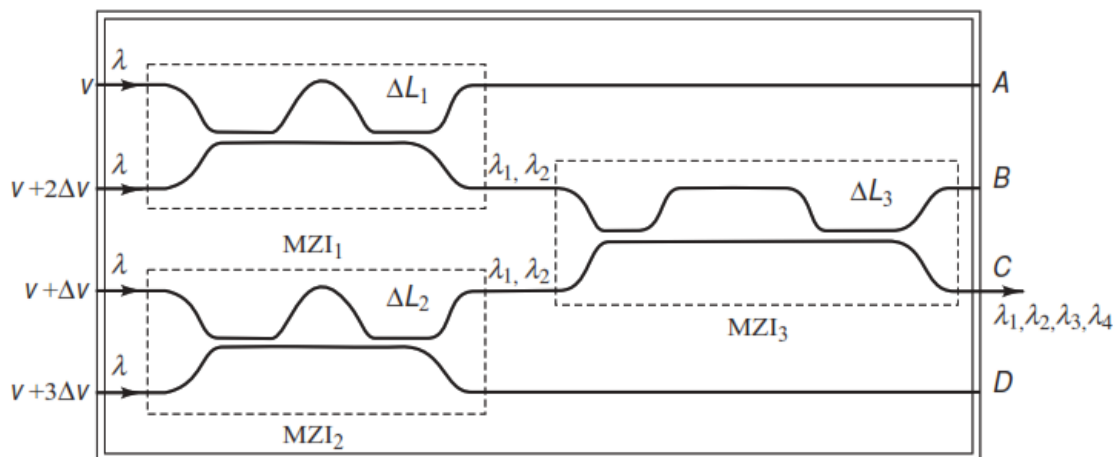 λ
v
ΔL₁
A
λ
v+2Δv
λ₁, λ₂
B
ΔL₃
MZI₁
λ
v+Δv
ΔL₂
λ₁, λ₂
C
MZI₃
λ₁,λ₂,λ₃,λ₄
λ
v+3Δv
D
MZI₂